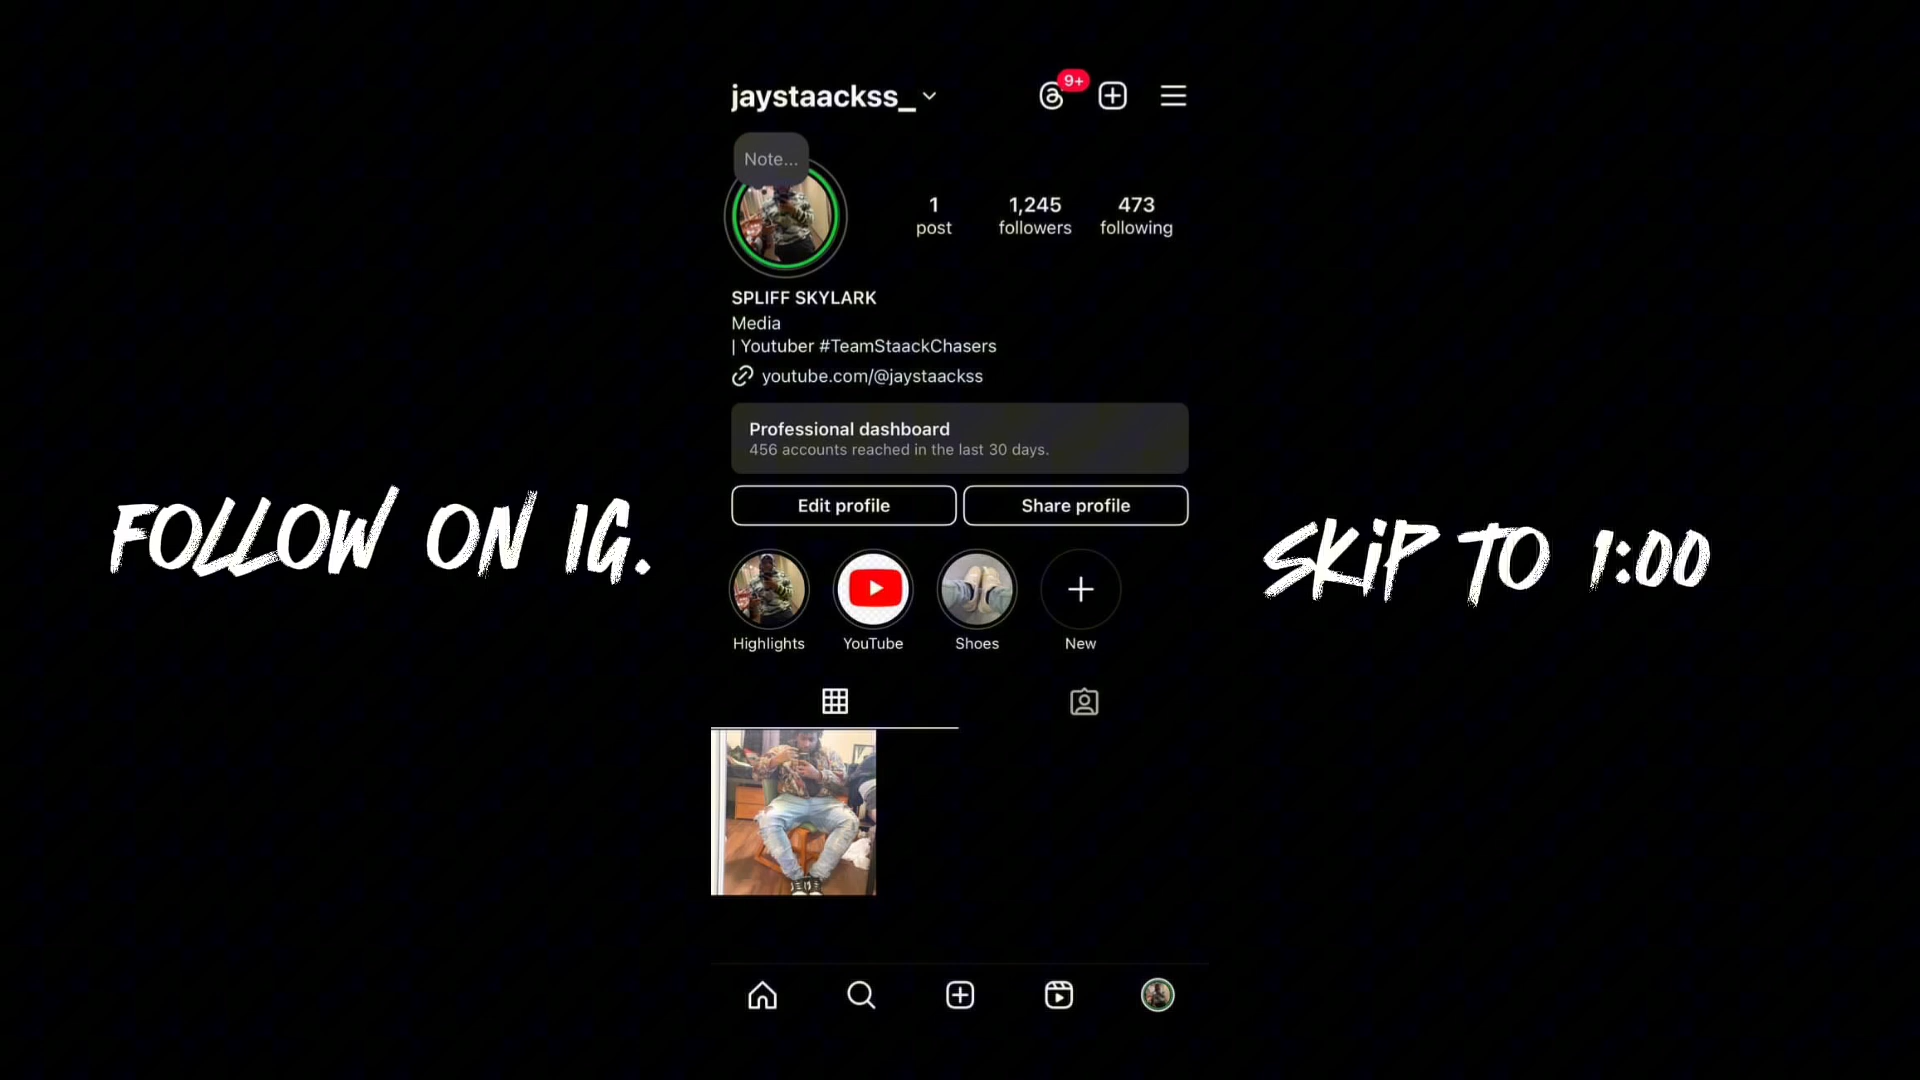 jaystaackss_
9+
Note...
1
post
1,245
followers
473
following
SPLIFF SKYLARK
Media
| Youtuber #TeamStaackChasers
youtube.com/@jaystaackss
Professional dashboard
456 accounts reached in the last 30 days.
Edit profile
Share profile
FOLLOW ON IG.
SKIP TO 1:00
Highlights
YouTube
Shoes
New